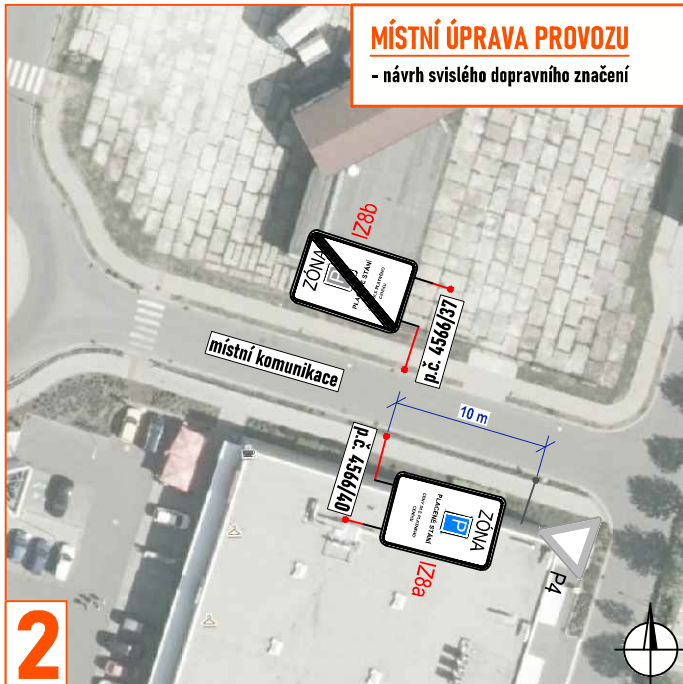 MÍSTNÍ ÚPRAVA PROVOZU
- návrh svislého dopravního značení
IZ8b
ZÓNA
P
STÁNÍ
p.č. 4566/37
místní komunikace
10 m
p.č. 4566/40
ZÓNA
P
PLACENÉ STÁNÍ
IZ8a
P4
2